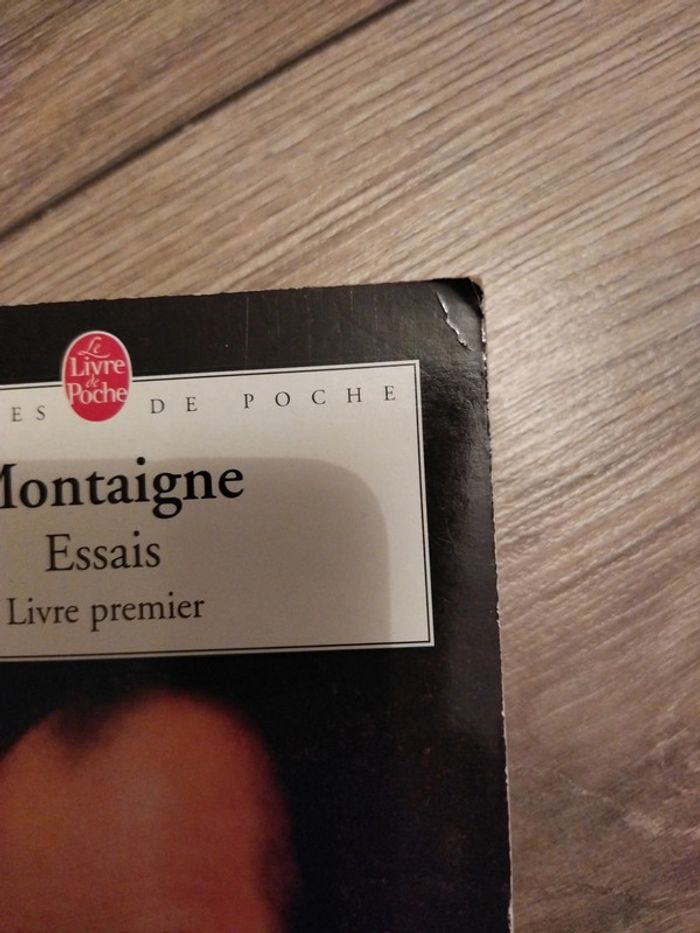 Le
Livre
de
Poche
ES DE POCHE
Montaigne
Essais
Livre premier